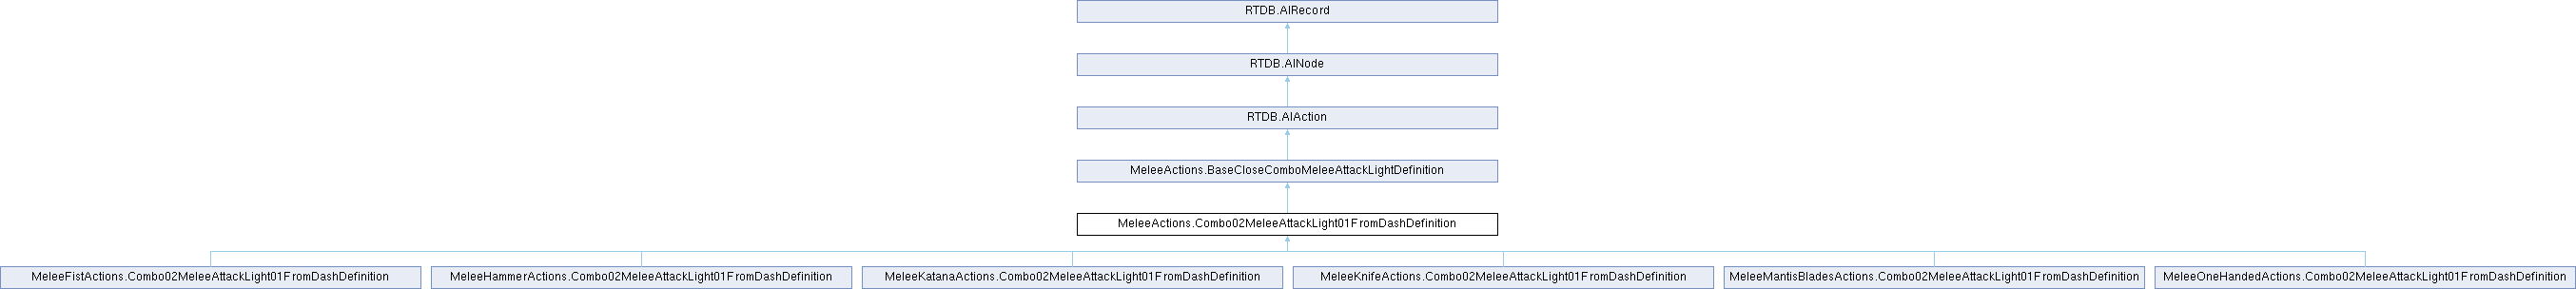 RTDB.AIRecord
RTDB.AINode
RTDB.AIAction
MeleeActions.BaseCloseComboMeleeAttackLightDefinition
MeleeActions.Combo02MeleeAttackLight01FromDashDefinition
MeleeFistActions.Combo02MeleeAttackLight01FromDashDefinition
MeleeHammerActions.Combo02MeleeAttackLight01FromDashDefinition
MeleeKatanaActions.Combo02MeleeAttackLight01FromDashDefinition
MeleeKnifeActions.Combo02MeleeAttackLight01FromDashDefinition
MeleeMantisBladesActions.Combo02MeleeAttackLight01FromDashDefinition
MeleeOneHandedActions.Combo02MeleeAttackLight01FromDashDefinition